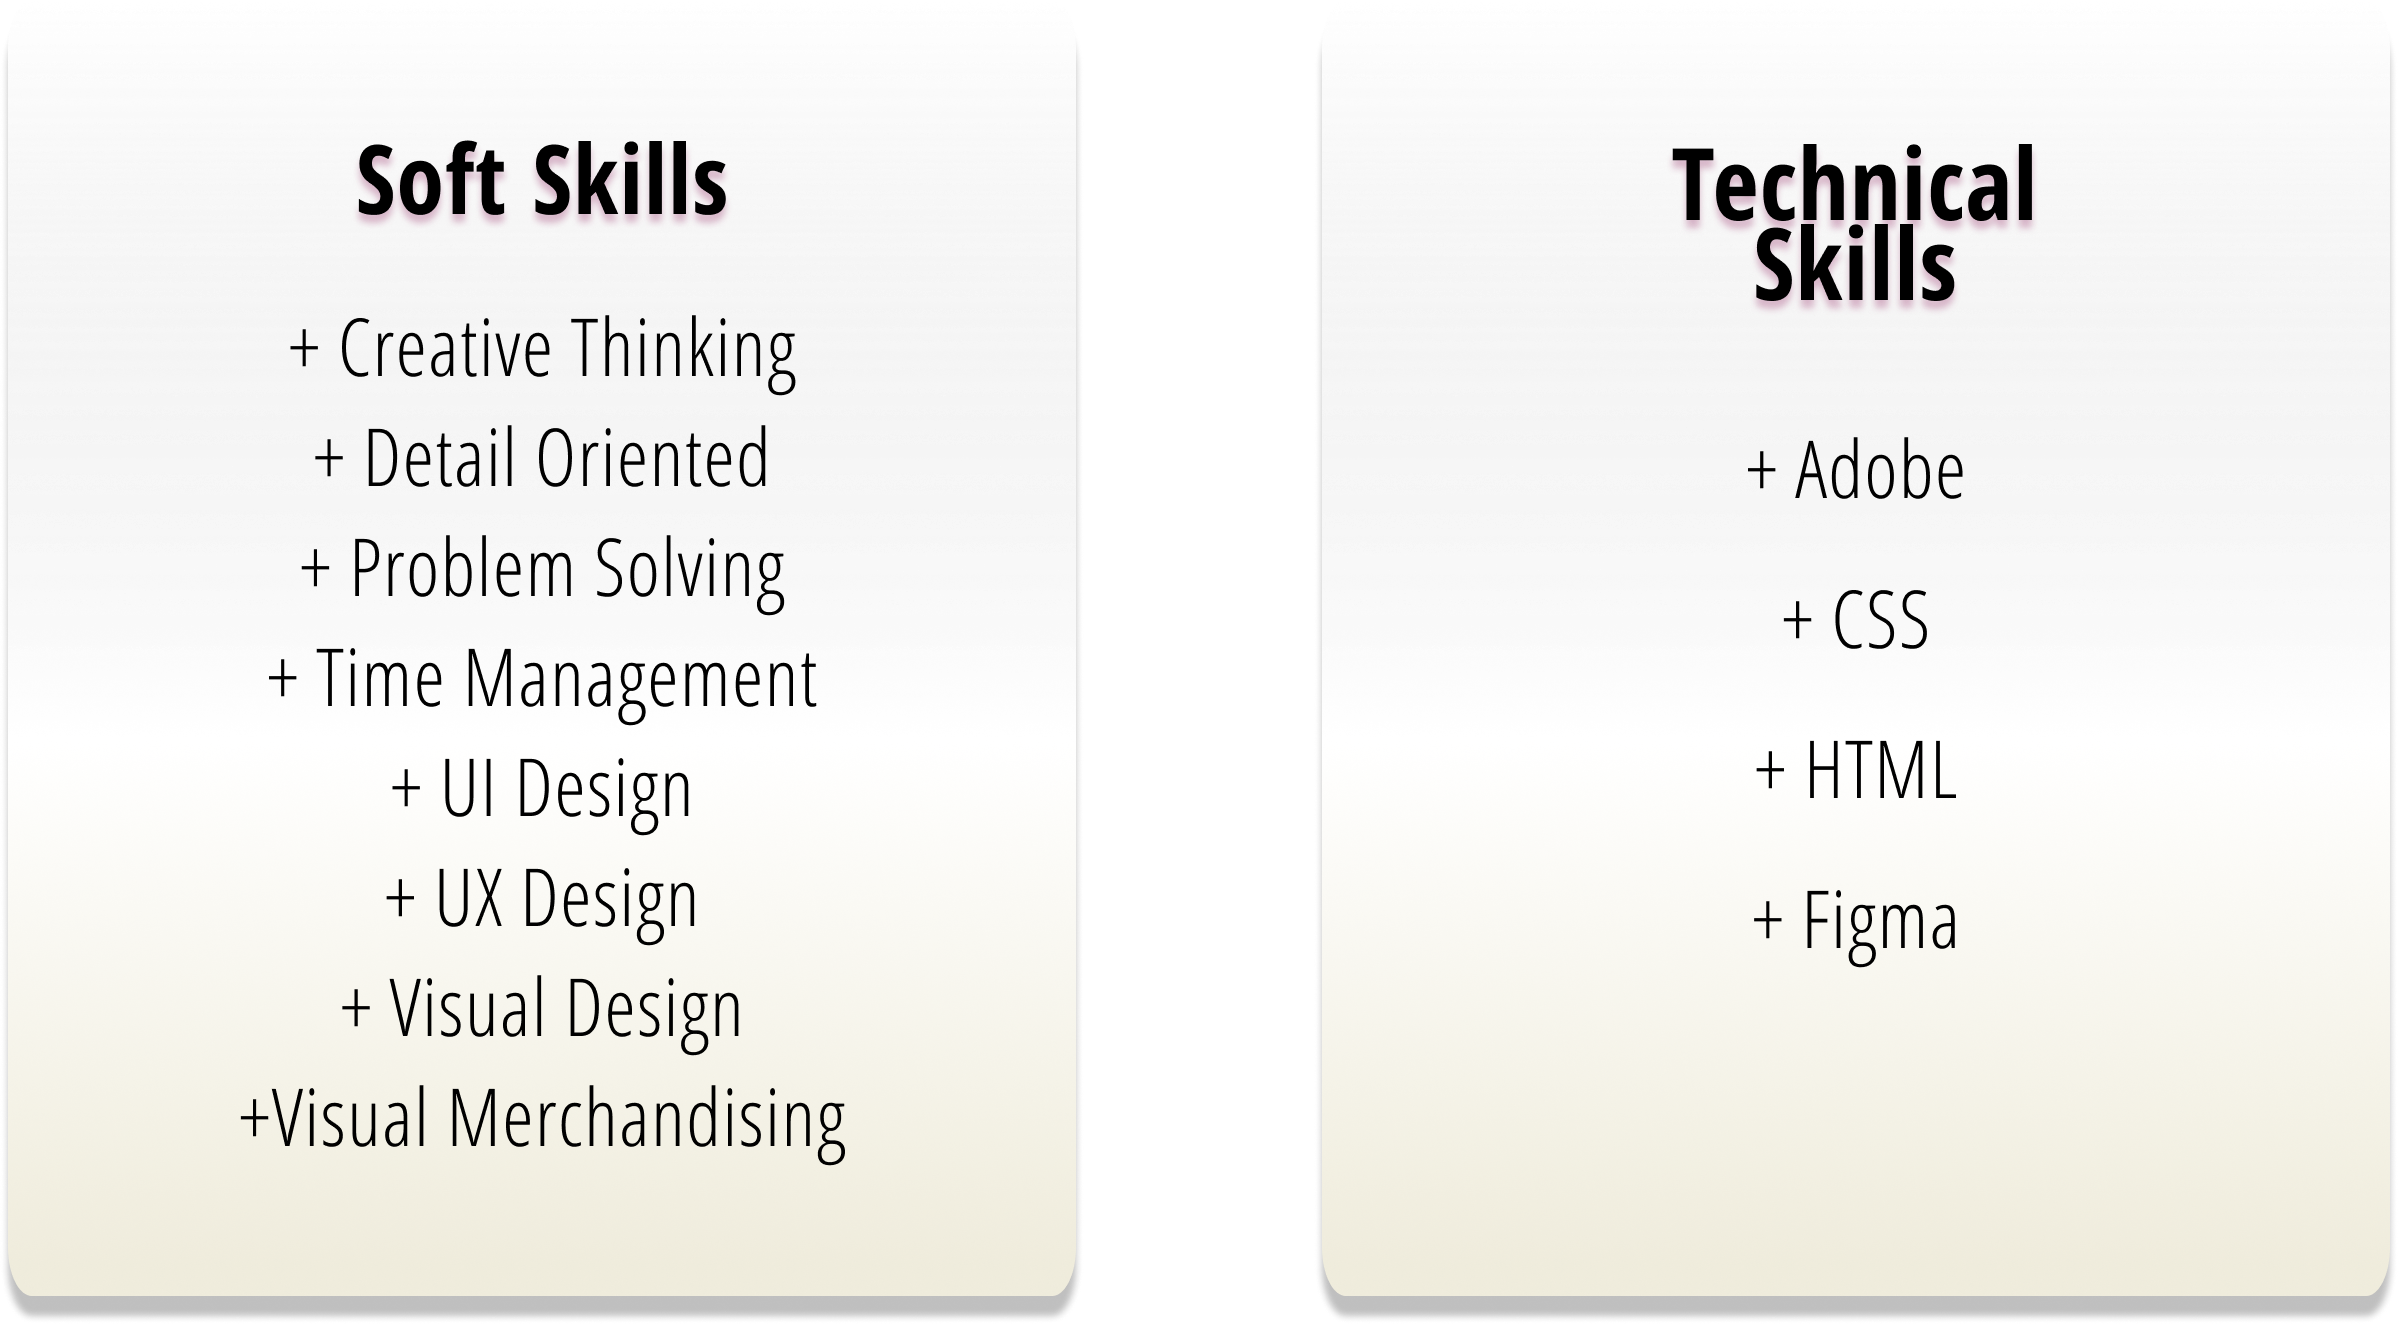 Soft Skills
+ Creative Thinking
+ Detail Oriented
+ Problem Solving
+ Time Management
+ UI Design
+ UX Design
+ Visual Design
+Visual Merchandising
Technical
Skills
+ Adobe
+ CSS
+ HTML
+ Figma